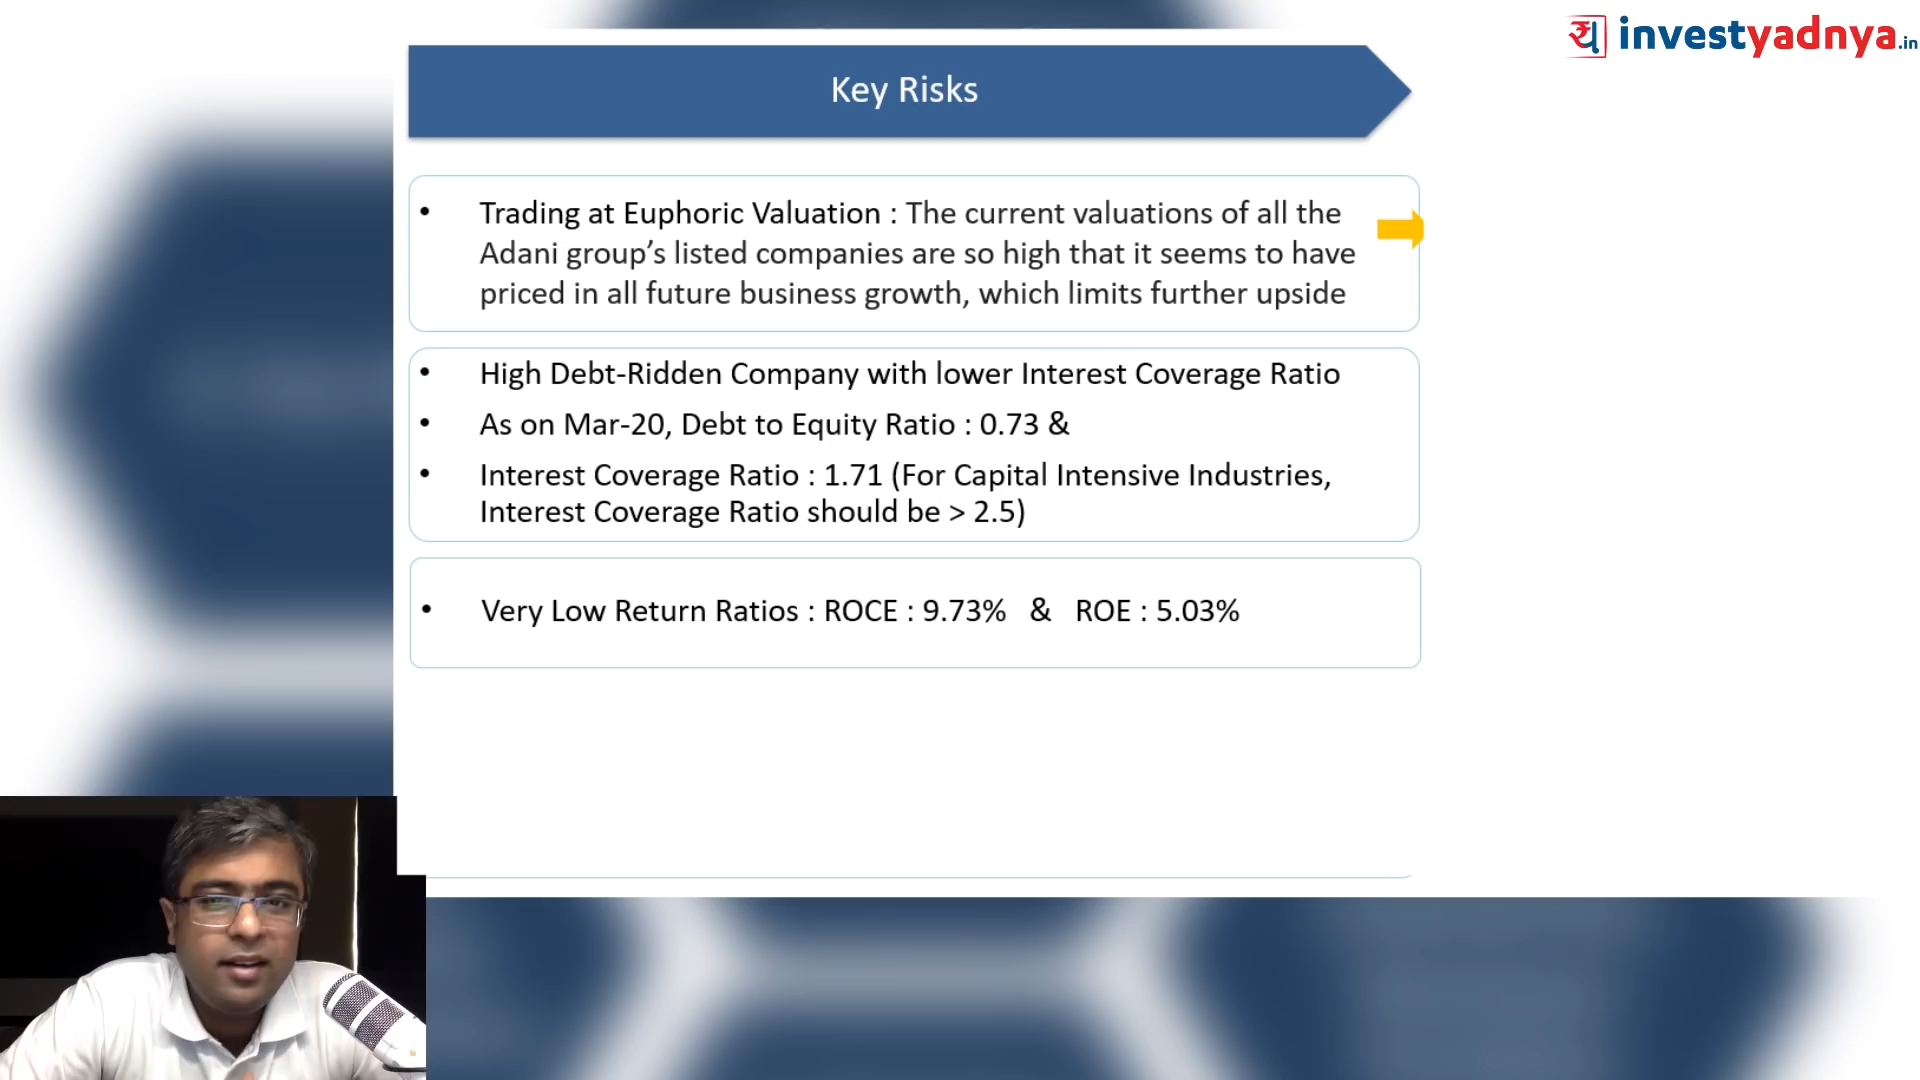 investyadnya.in
Key Risks
• Trading at Euphoric Valuation : The current valuations of all the
Adani group’s listed companies are so high that it seems to have
priced in all future business growth, which limits further upside
• High Debt-Ridden Company with lower Interest Coverage Ratio
• As on Mar-20, Debt to Equity Ratio : 0.73 &
• Interest Coverage Ratio : 1.71 (For Capital Intensive Industries,
Interest Coverage Ratio should be > 2.5)
• Very Low Return Ratios : ROCE : 9.73% & ROE : 5.03%